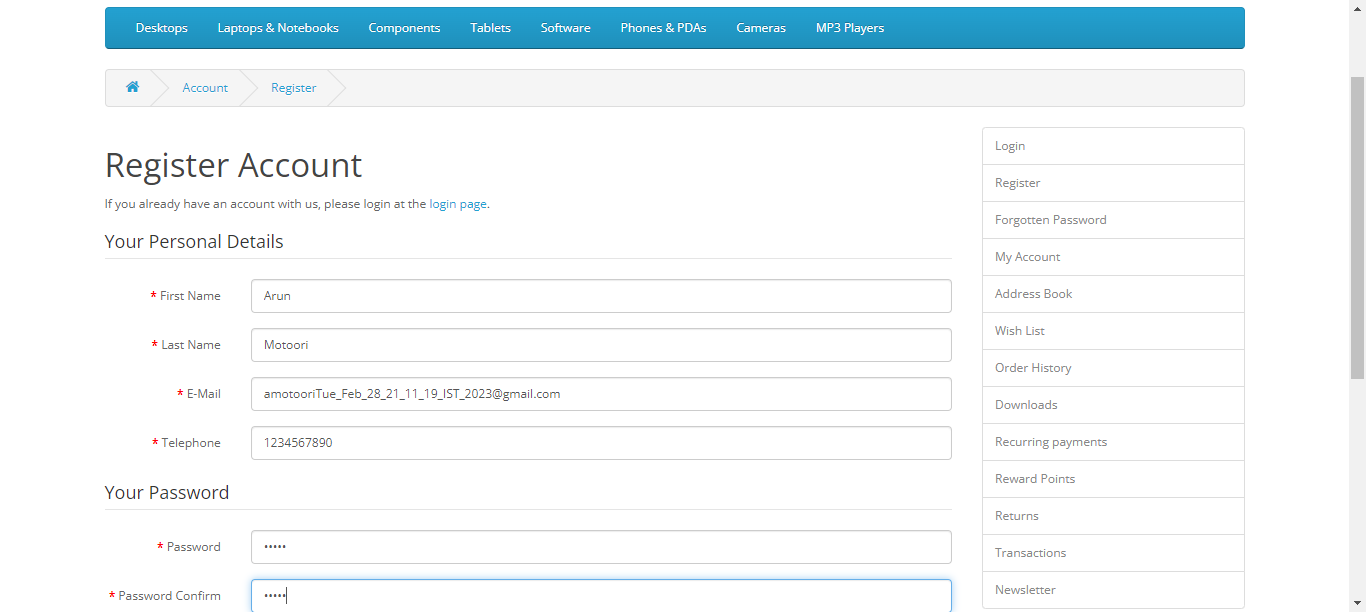 Desktops Laptops & Notebooks Components Tablets Software Phones & PDAs Cameras MP3 Players
Account Register
Register Account
If you already have an account with us, please login at the login page.
Your Personal Details
* First Name Arun
* Last Name Motoori
* E-Mail amotooriTue_Feb_28_21_11_19_IST_2023@gmail.com
* Telephone 1234567890
Your Password
* Password •••••
* Password Confirm •••••
Login
Register
Forgotten Password
My Account
Address Book
Wish List
Order History
Downloads
Recurring payments
Reward Points
Returns
Transactions
Newsletter